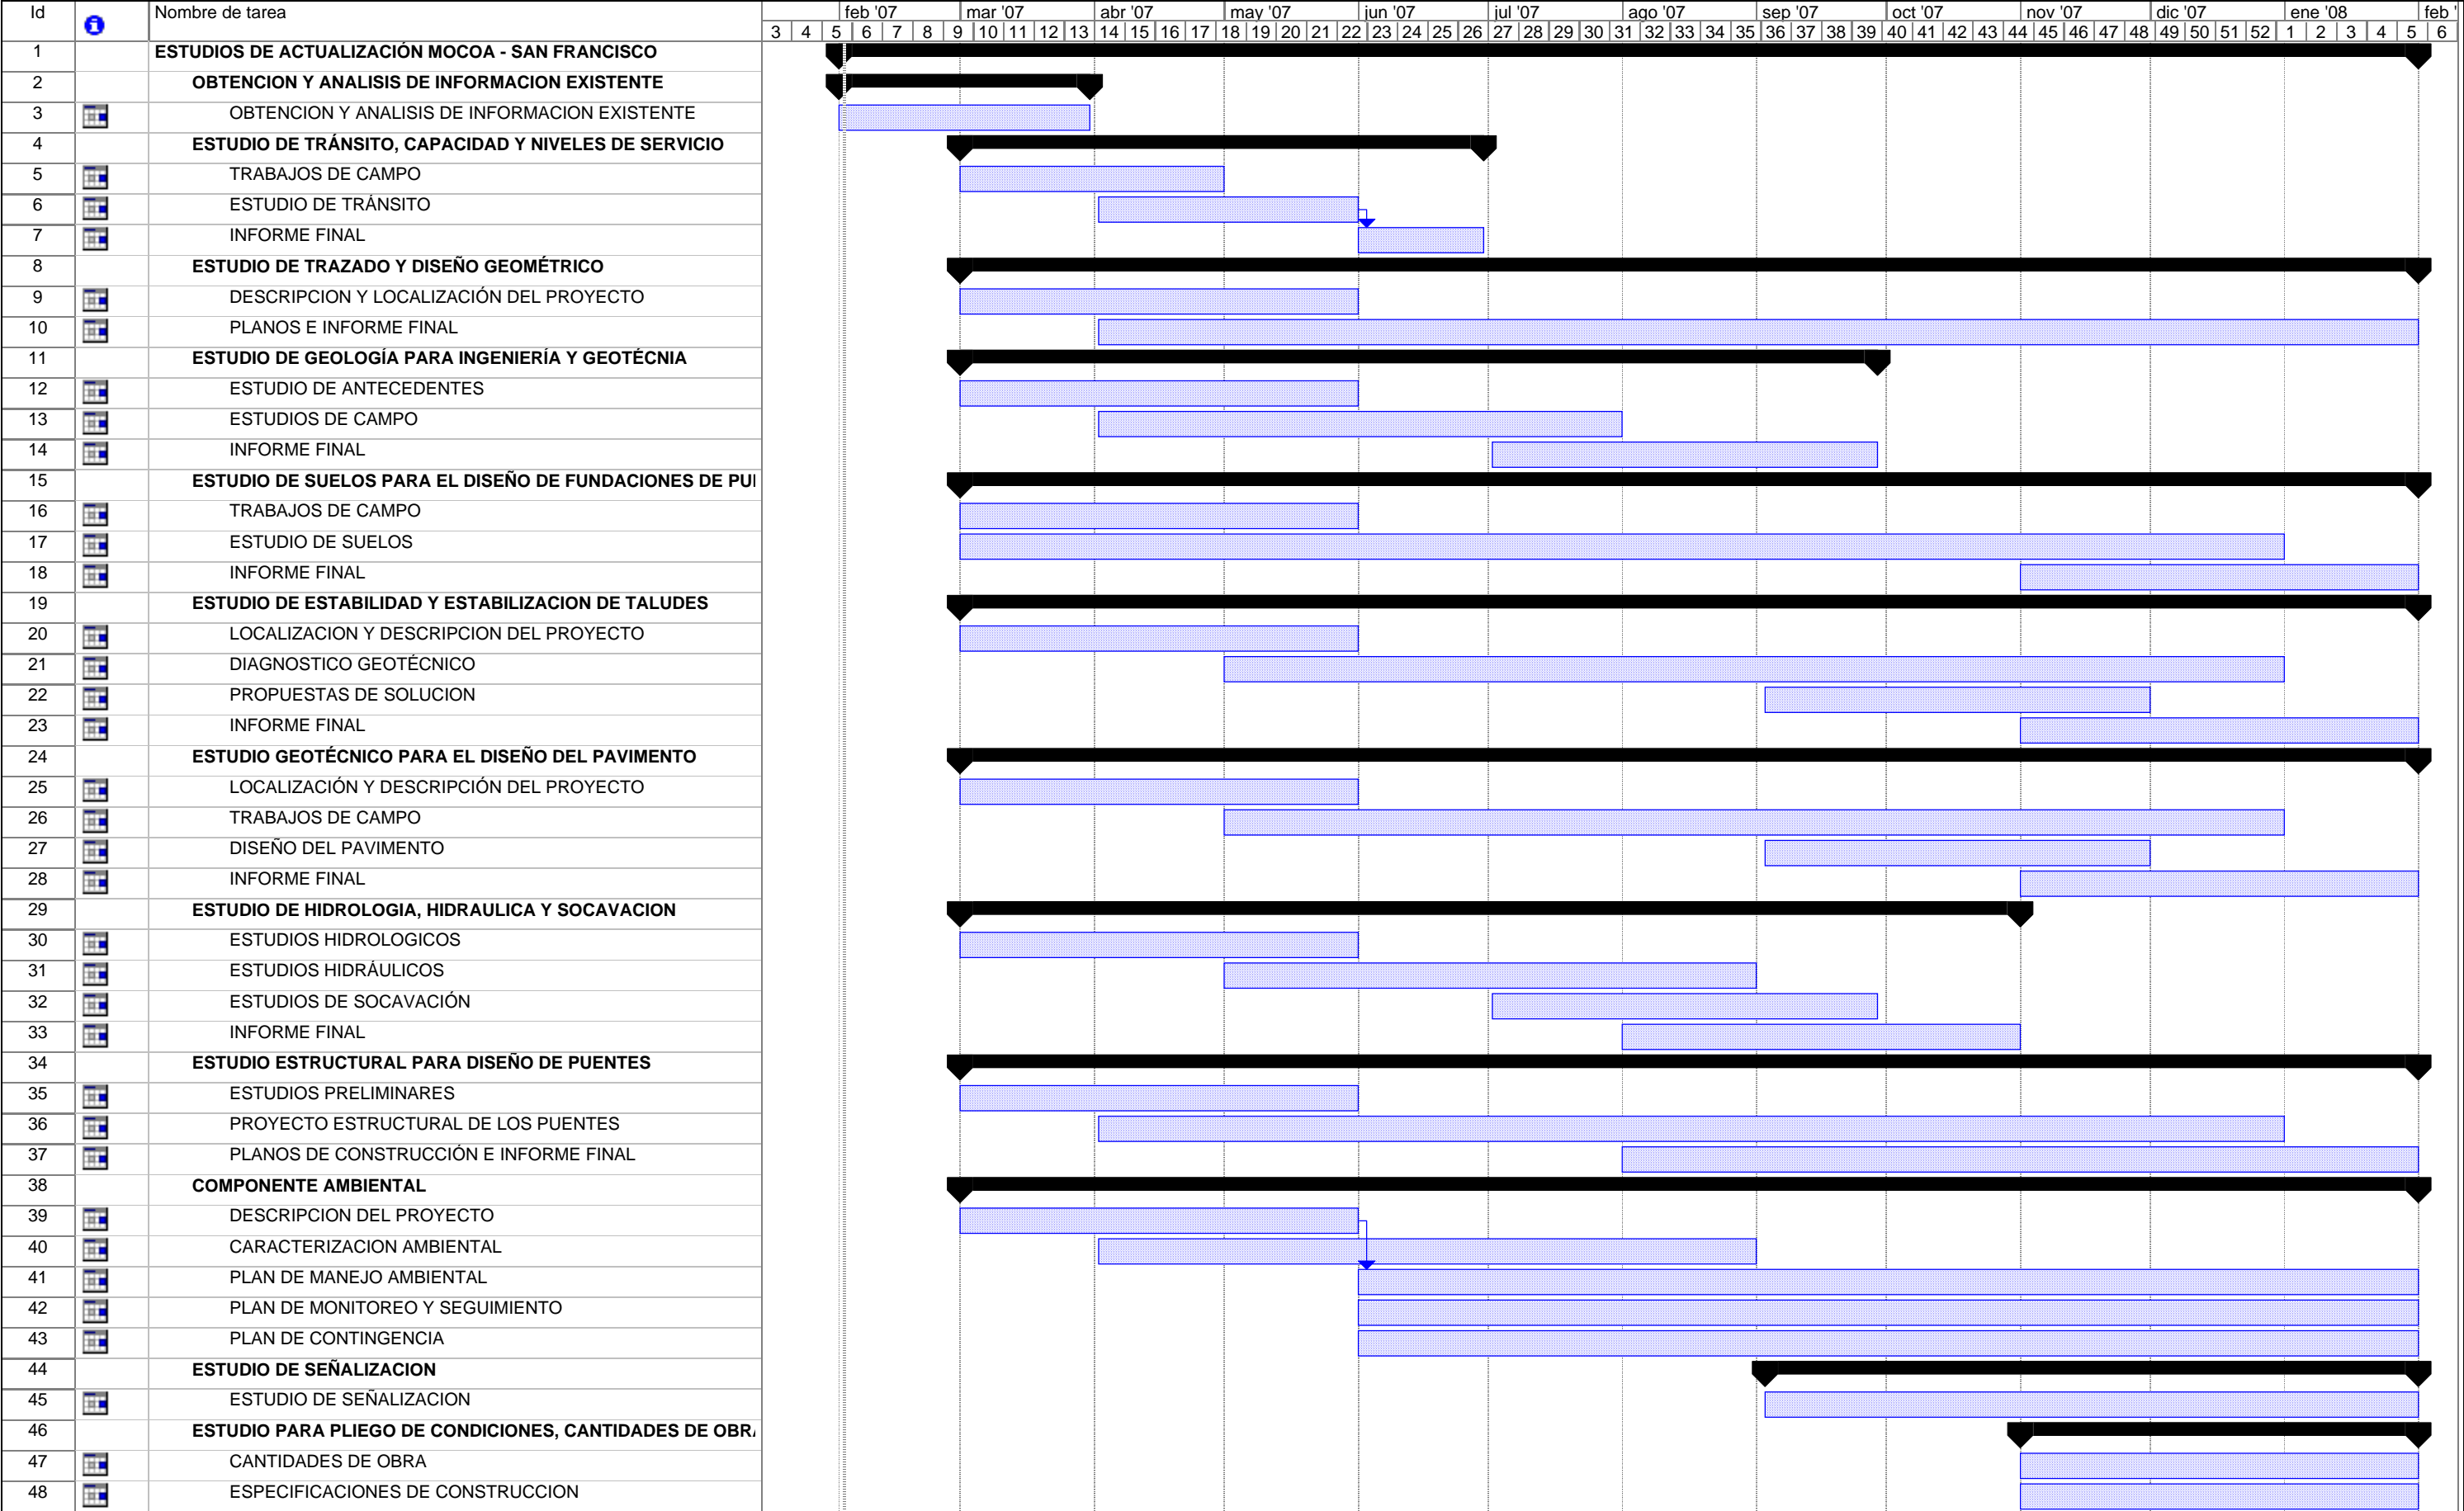 Id Nombre de tarea feb '07 mar '07 abr '07 may '07 jun '07 jul '07 ago '07 sep '07 oct '07 nov '07 dic '07 ene '08 feb '
3 4 5 6 7 8 9 10 11 12 13 14 15 16 17 18 19 20 21 22 23 24 25 26 27 28 29 30 31 32 33 34 35 36 37 38 39 40 41 42 43 44 45 46 47 48 49 50 51 52 1 2 3 4 5 6
1 ESTUDIOS DE ACTUALIZACIÓN MOCOA - SAN FRANCISCO
2 OBTENCION Y ANALISIS DE INFORMACION EXISTENTE
3 OBTENCION Y ANALISIS DE INFORMACION EXISTENTE
4 ESTUDIO DE TRÁNSITO, CAPACIDAD Y NIVELES DE SERVICIO
5 TRABAJOS DE CAMPO
6 ESTUDIO DE TRÁNSITO
7 INFORME FINAL
8 ESTUDIO DE TRAZADO Y DISEÑO GEOMÉTRICO
9 DESCRIPCION Y LOCALIZACIÓN DEL PROYECTO
10 PLANOS E INFORME FINAL
11 ESTUDIO DE GEOLOGÍA PARA INGENIERÍA Y GEOTÉCNIA
12 ESTUDIO DE ANTECEDENTES
13 ESTUDIOS DE CAMPO
14 INFORME FINAL
15 ESTUDIO DE SUELOS PARA EL DISEÑO DE FUNDACIONES DE PU
16 TRABAJOS DE CAMPO
17 ESTUDIO DE SUELOS
18 INFORME FINAL
19 ESTUDIO DE ESTABILIDAD Y ESTABILIZACION DE TALUDES
20 LOCALIZACION Y DESCRIPCION DEL PROYECTO
21 DIAGNOSTICO GEOTÉCNICO
22 PROPUESTAS DE SOLUCION
23 INFORME FINAL
24 ESTUDIO GEOTÉCNICO PARA EL DISEÑO DEL PAVIMENTO
25 LOCALIZACIÓN Y DESCRIPCIÓN DEL PROYECTO
26 TRABAJOS DE CAMPO
27 DISEÑO DEL PAVIMENTO
28 INFORME FINAL
29 ESTUDIO DE HIDROLOGIA, HIDRAULICA Y SOCAVACION
30 ESTUDIOS HIDROLOGICOS
31 ESTUDIOS HIDRÁULICOS
32 ESTUDIOS DE SOCAVACIÓN
33 INFORME FINAL
34 ESTUDIO ESTRUCTURAL PARA DISEÑO DE PUENTES
35 ESTUDIOS PRELIMINARES
36 PROYECTO ESTRUCTURAL DE LOS PUENTES
37 PLANOS DE CONSTRUCCIÓN E INFORME FINAL
38 COMPONENTE AMBIENTAL
39 DESCRIPCION DEL PROYECTO
40 CARACTERIZACION AMBIENTAL
41 PLAN DE MANEJO AMBIENTAL
42 PLAN DE MONITOREO Y SEGUIMIENTO
43 PLAN DE CONTINGENCIA
44 ESTUDIO DE SEÑALIZACION
45 ESTUDIO DE SEÑALIZACION
46 ESTUDIO PARA PLIEGO DE CONDICIONES, CANTIDADES DE OBR
47 CANTIDADES DE OBRA
48 ESPECIFICACIONES DE CONSTRUCCION